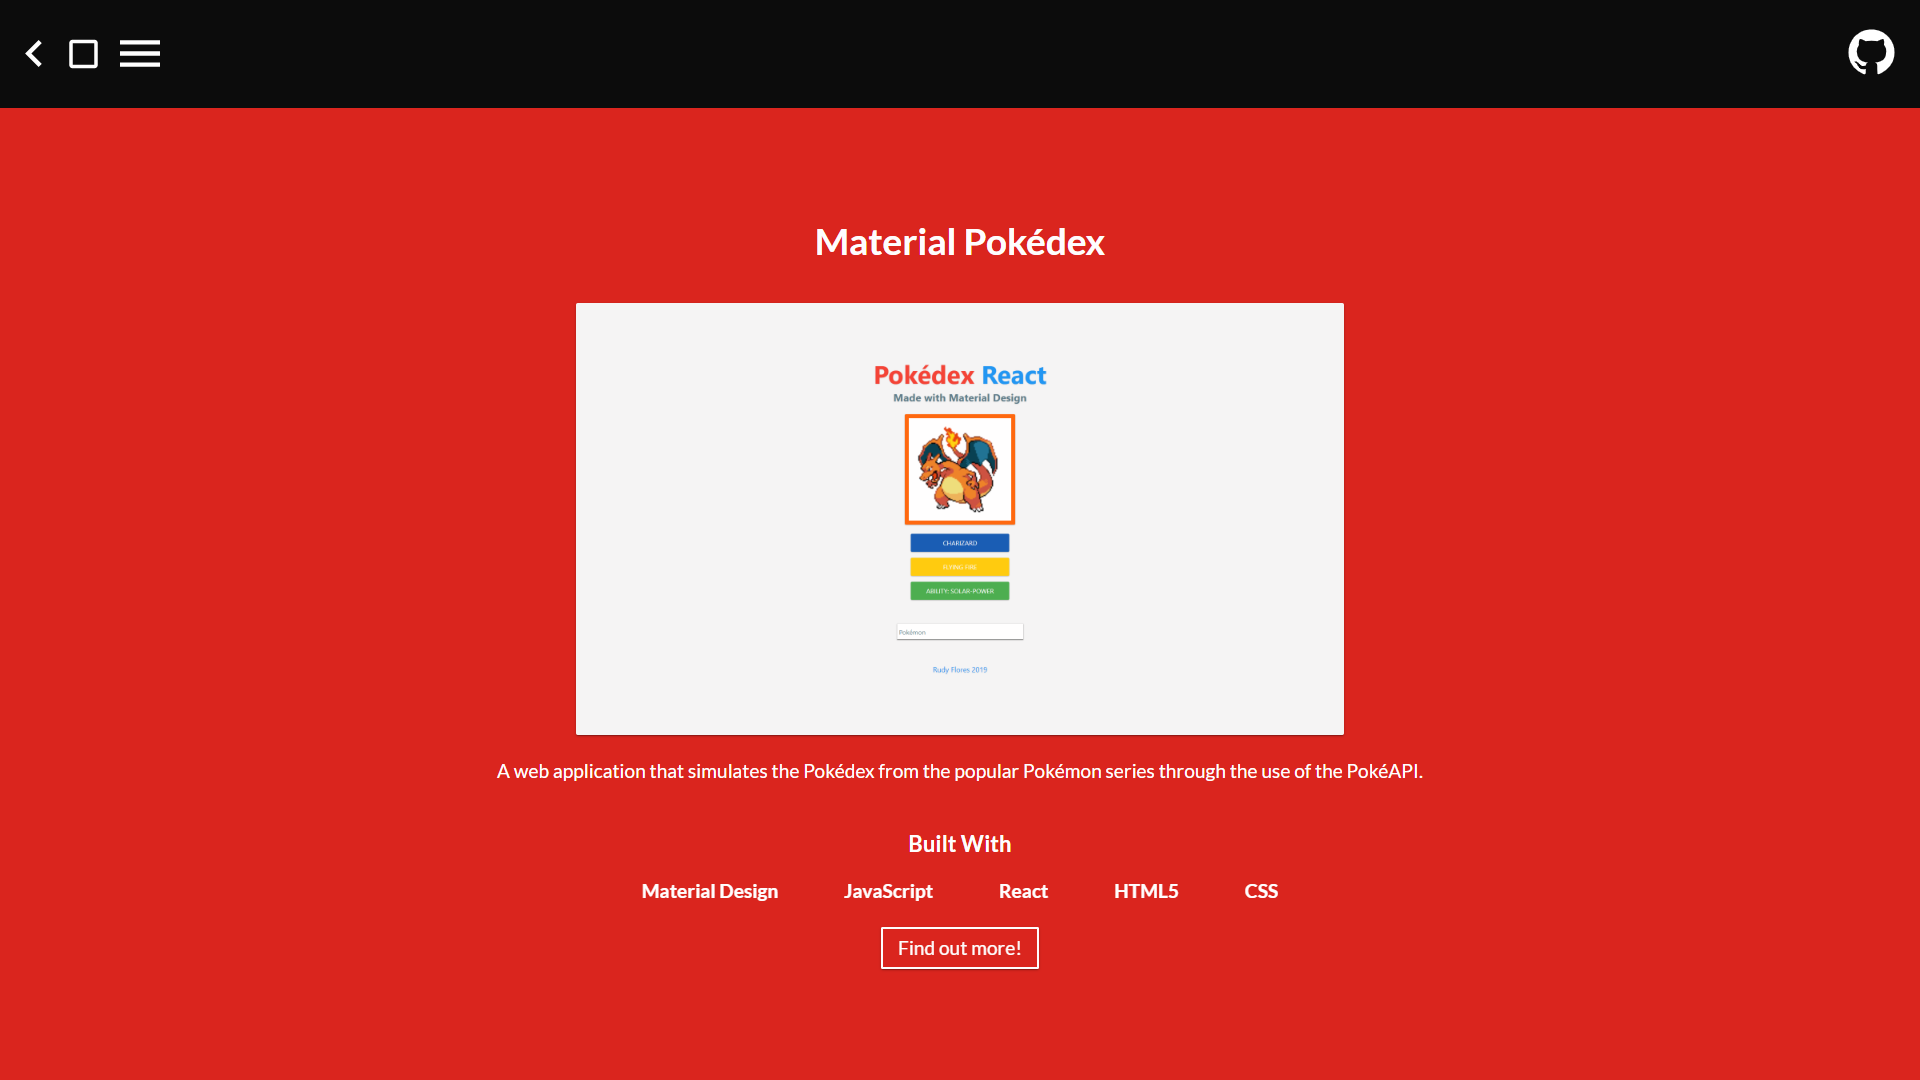 Material Pokédex
Pokédex React
Made with Material Design
CHARIZARD
FLYING FIRE
ABILITY: SOLAR-POWER
Pokémon
Rudy Flores 2019
A web application that simulates the Pokédex from the popular Pokémon series through the use of the PokéAPI.
Built With
Material Design JavaScript React HTML5 CSS
Find out more!